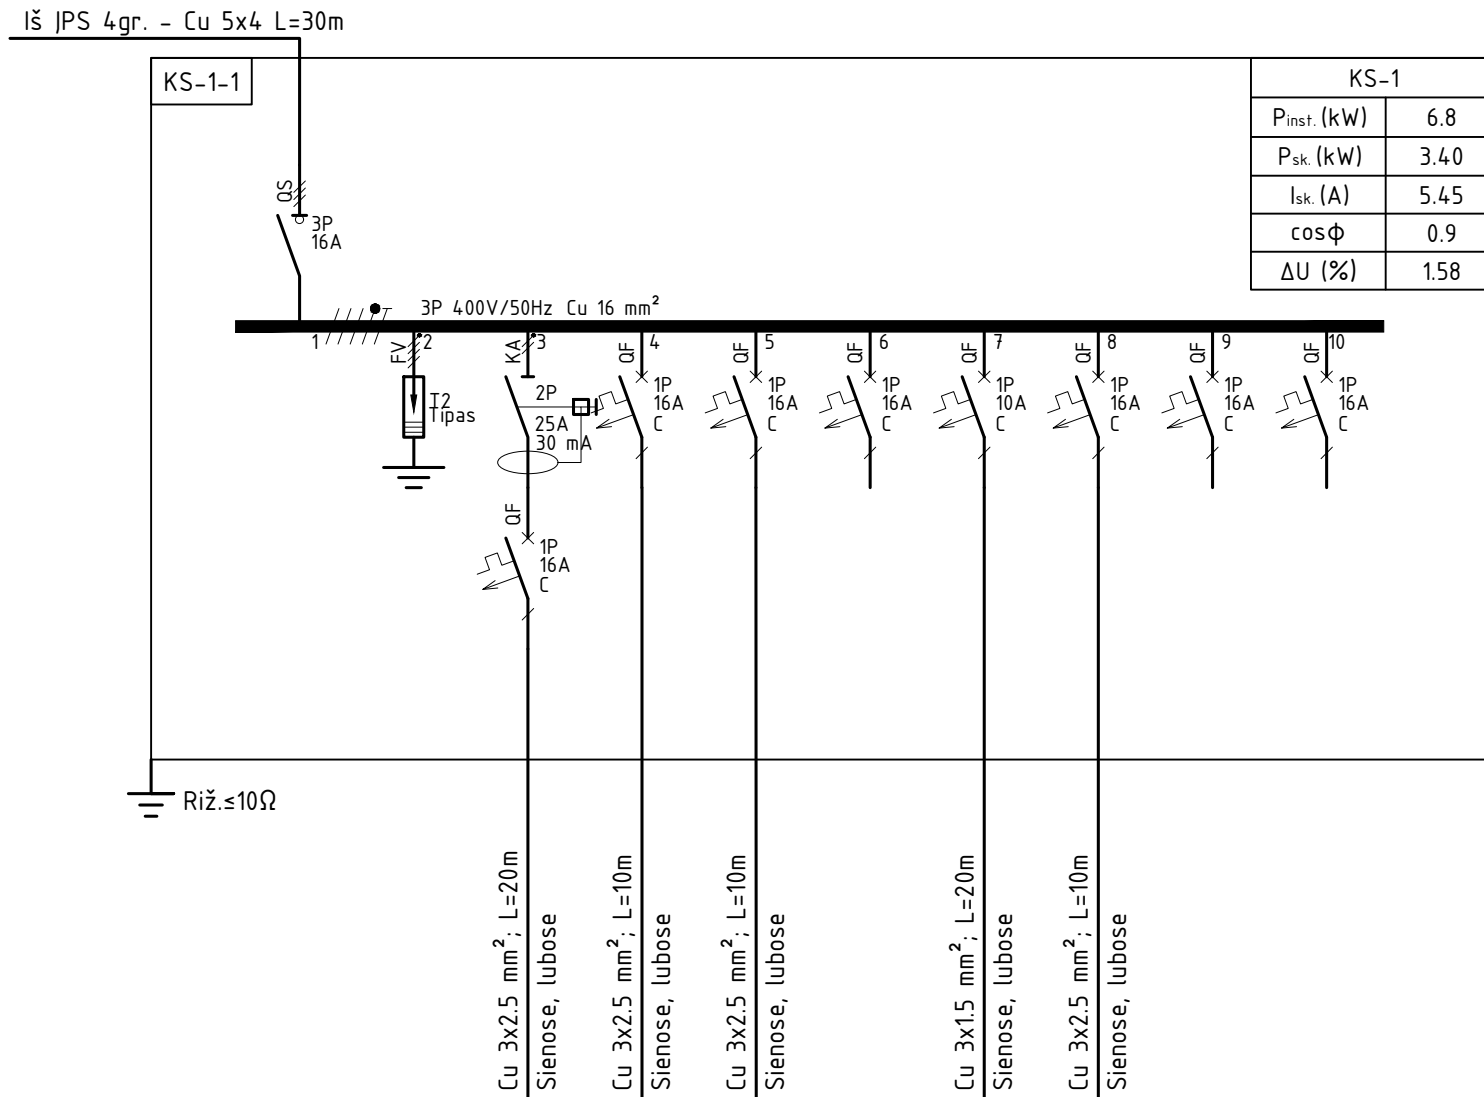 Iš JPS 4gr. - Cu 5x4 L=30m
KS-1-1
KS-1
Pinst. (kW) 6.8
Psk. (kW) 3.40
Isk. (A) 5.45
cosϕ 0.9
ΔU (%) 1.58
QS
3P
16A
3P 400V/50Hz Cu 16 mm²
1
FV
2
T2
Tipas
KA
3
2P
25A
30 mA
QF
1P
16A
C
QF
4
1P
16A
C
QF
5
1P
16A
C
QF
6
1P
16A
C
QF
7
1P
10A
C
QF
8
1P
16A
C
QF
9
1P
16A
C
QF
10
1P
16A
C
Riž.≤10Ω
Cu 3x2.5 mm²; L=20m
Sienose, lubose
Cu 3x2.5 mm²; L=10m
Sienose, lubose
Cu 3x2.5 mm²; L=10m
Sienose, lubose
Cu 3x1.5 mm²; L=20m
Sienose, lubose
Cu 3x2.5 mm²; L=10m
Sienose, lubose